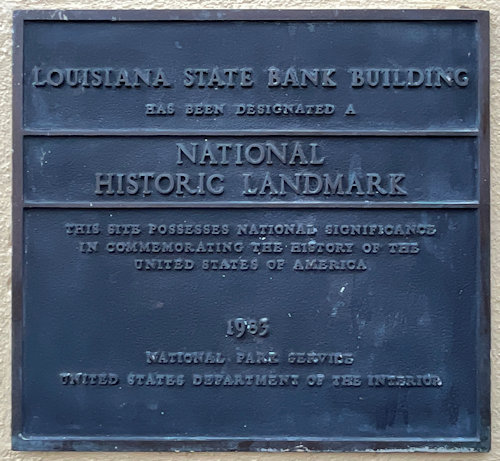 LOUISIANA STATE BANK BUILDING
HAS BEEN DESIGNATED A
NATIONAL
HISTORIC LANDMARK
THIS SITE POSSESSES NATIONAL SIGNIFICANCE
IN COMMEMORATING THE HISTORY OF THE
UNITED STATES OF AMERICA
1983
NATIONAL PARK SERVICE
UNITED STATES DEPARTMENT OF THE INTERIOR